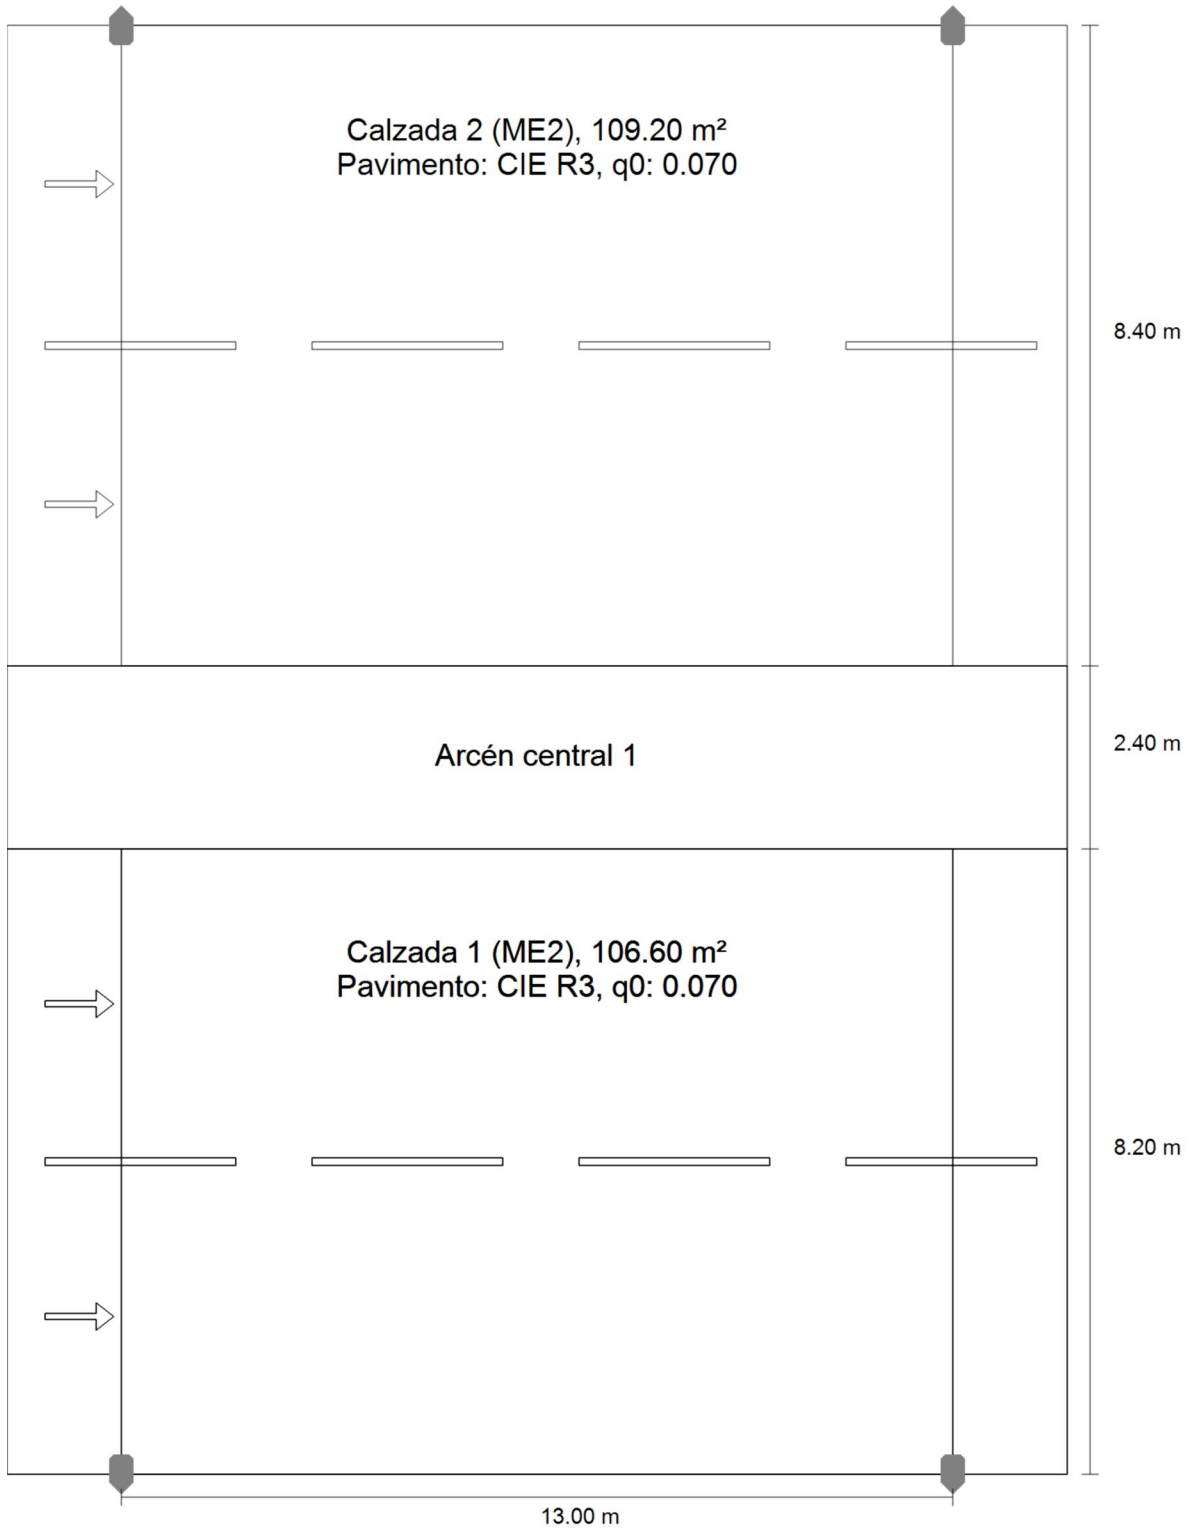 Calzada 2 (ME2), 109.20 m²
Pavimento: CIE R3, q0: 0.070
8.40 m
2.40 m
Arcén central 1
Calzada 1 (ME2), 106.60 m²
Pavimento: CIE R3, q0: 0.070
8.20 m
13.00 m